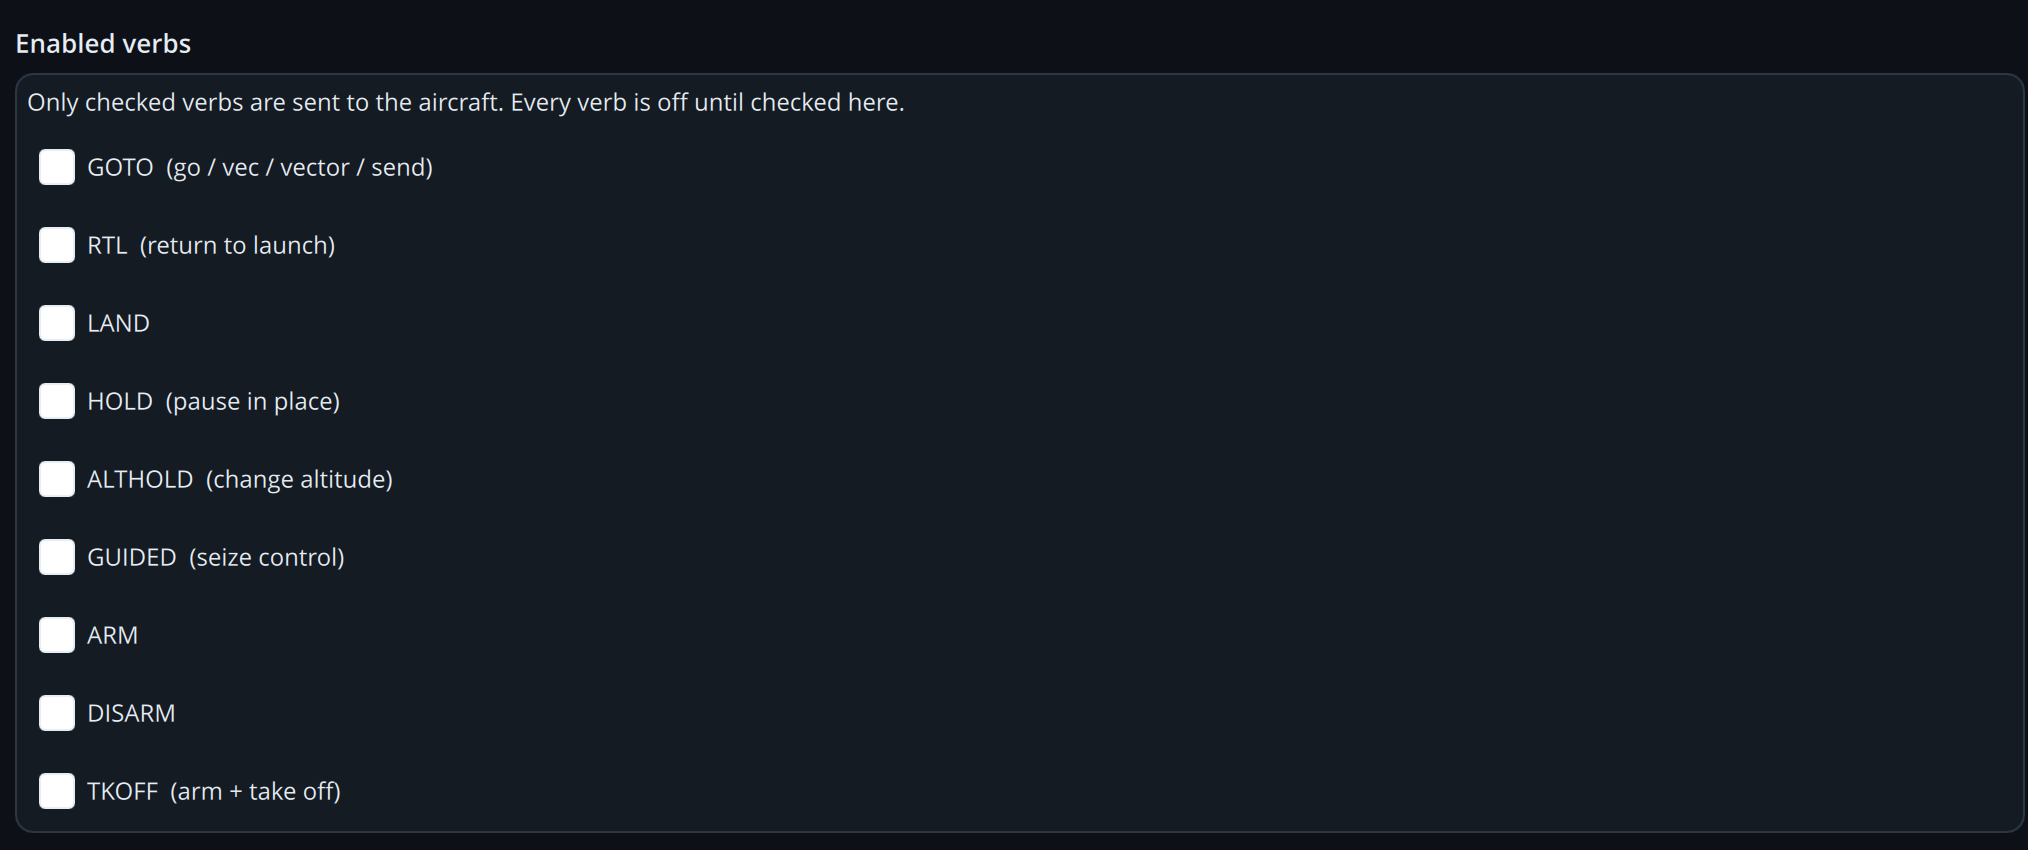 Enabled verbs
Only checked verbs are sent to the aircraft. Every verb is off until checked here.
GOTO (go / vec / vector / send)
RTL (return to launch)
LAND
HOLD (pause in place)
ALTHOLD (change altitude)
GUIDED (seize control)
ARM
DISARM
TKOFF (arm + take off)